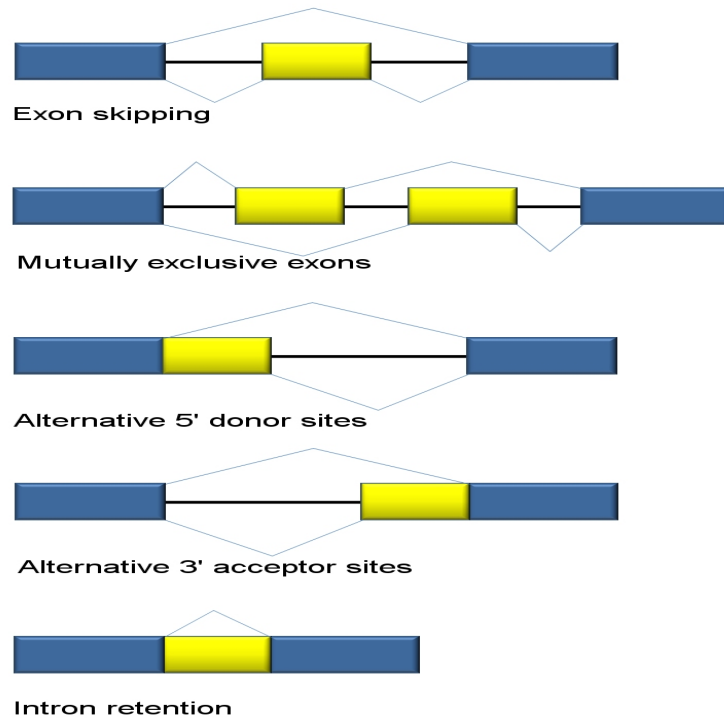 Exon skipping
Mutually exclusive exons
Alternative 5' donor sites
Alternative 3' acceptor sites
Intron retention